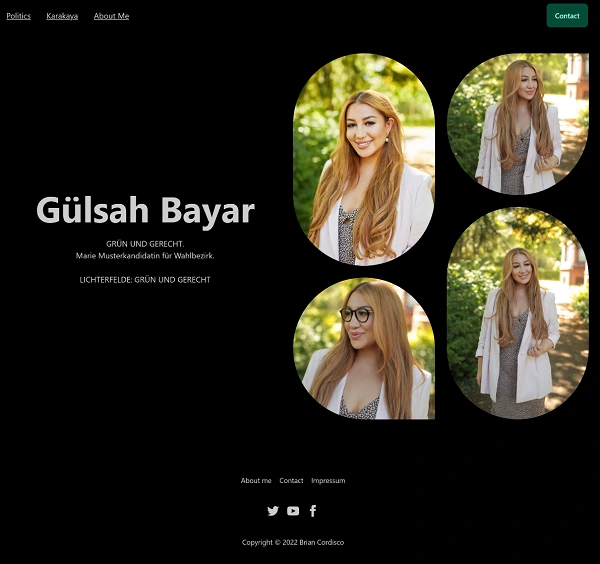 Politics Karakaya About Me Contact
Gülsah Bayar
GRÜN UND GERECHT.
Marie Musterkandidatin für Wahlbezirk.
LICHTERFELDE: GRÜN UND GERECHT
About me Contact Impressum
Copyright © 2022 Brian Cordisco